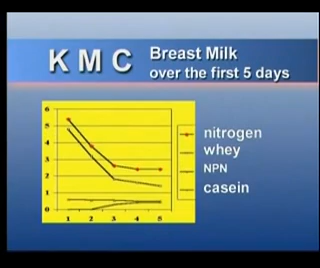 K M C
Breast Milk
over the first 5 days
6
5
4
3
2
1
0
1 2 3 4 5
nitrogen
whey
NPN
casein